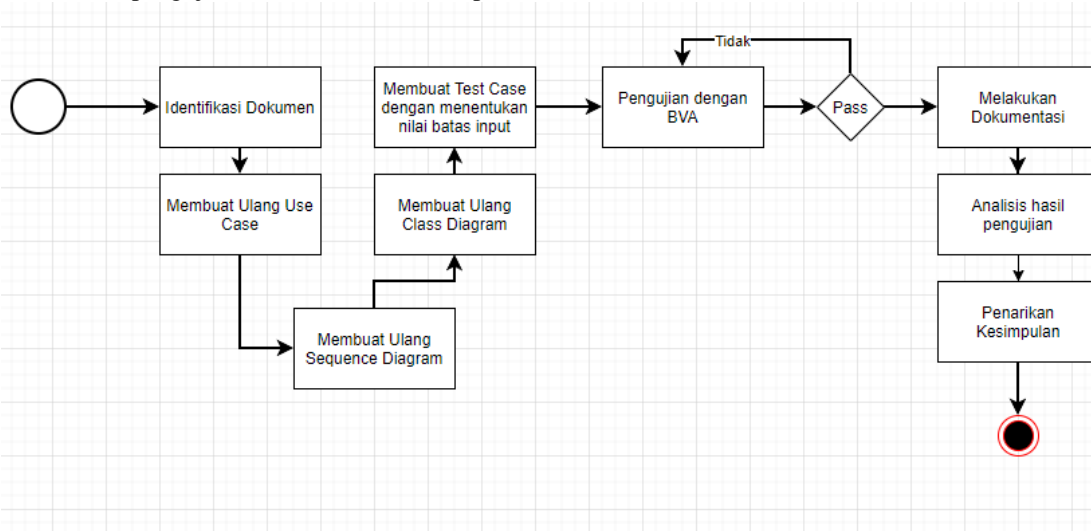 Identifikasi Dokumen
Membuat Ulang Use
Case
Membuat Ulang
Sequence Diagram
Membuat Ulang
Class Diagram
Membuat Test Case
dengan menentukan
nilai batas input
Pengujian dengan
BVA
Tidak
Pass
Melakukan
Dokumentasi
Analisis hasil
pengujian
Penarikan
Kesimpulan